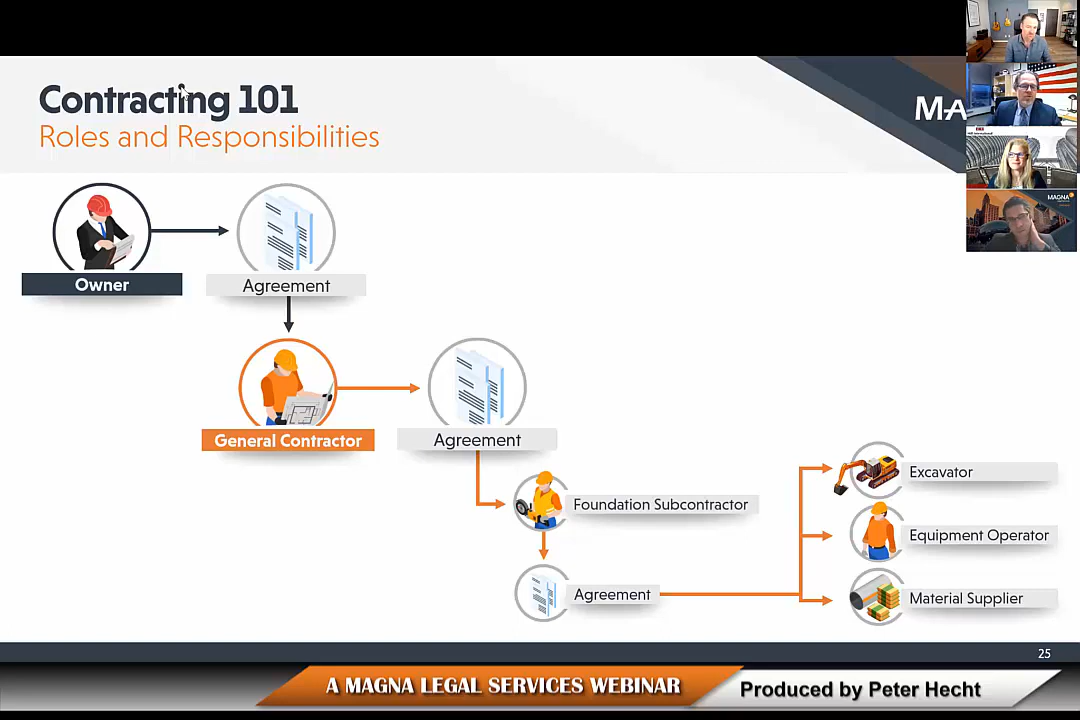 Contracting 101
Roles and Responsibilities
MA
MAGNA
Owner
Agreement
General Contractor
Agreement
Foundation Subcontractor
Agreement
Excavator
Equipment Operator
Material Supplier
25
A MAGNA LEGAL SERVICES WEBINAR
Produced by Peter Hecht